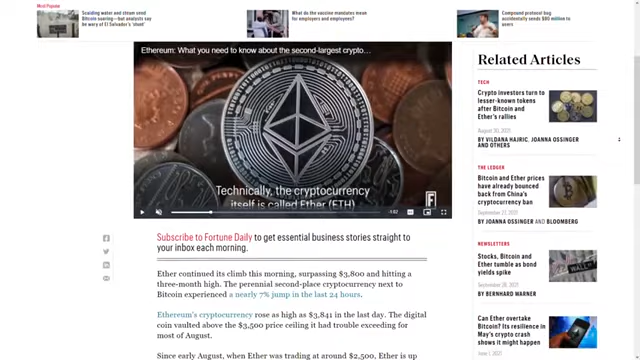 Most Popular
Scalding water and steam send
Bitcoin soaring—but analysts say
be wary of El Salvador's 'stunt'
What do the vaccine mandates mean
for employers and employees?
Compound protocol bug
accidentally sends $90 million to
users
Ethereum: What you need to know about the second-largest crypto...
Technically, the cryptocurrency
itself is called Ether (ETH)
F
Subscribe to Fortune Daily to get essential business stories straight to
your inbox each morning.
Ether continued its climb this morning, surpassing $3,800 and hitting a
three-month high. The perennial second-place cryptocurrency next to
Bitcoin experienced a nearly 7% jump in the last 24 hours.
Ethereum's cryptocurrency rose as high as $3,841 in the last day. The digital
coin vaulted above the $3,500 price ceiling it had trouble exceeding for
most of August.
Since early August, when Ether was trading at around $2,500, Ether is up
Related Articles
TECH
Crypto investors turn to
lesser-known tokens
after Bitcoin and
Ether's rallies
August 30, 2021
BY VILDANA HAJRIC, JOANNA OSSINGER
AND OTHERS
THE LEDGER
Bitcoin and Ether prices
have already bounced
back from China's
cryptocurrency ban
September 27, 2021
BY JOANNA OSSINGER AND BLOOMBERG
NEWSLETTERS
Stocks, Bitcoin and
Ether tumble as bond
yields spike
BY BERNHARD WARNER
Can Ether overtake
Bitcoin? Its resilience in
May's crypto crash
shows it might happen
June 1, 2021